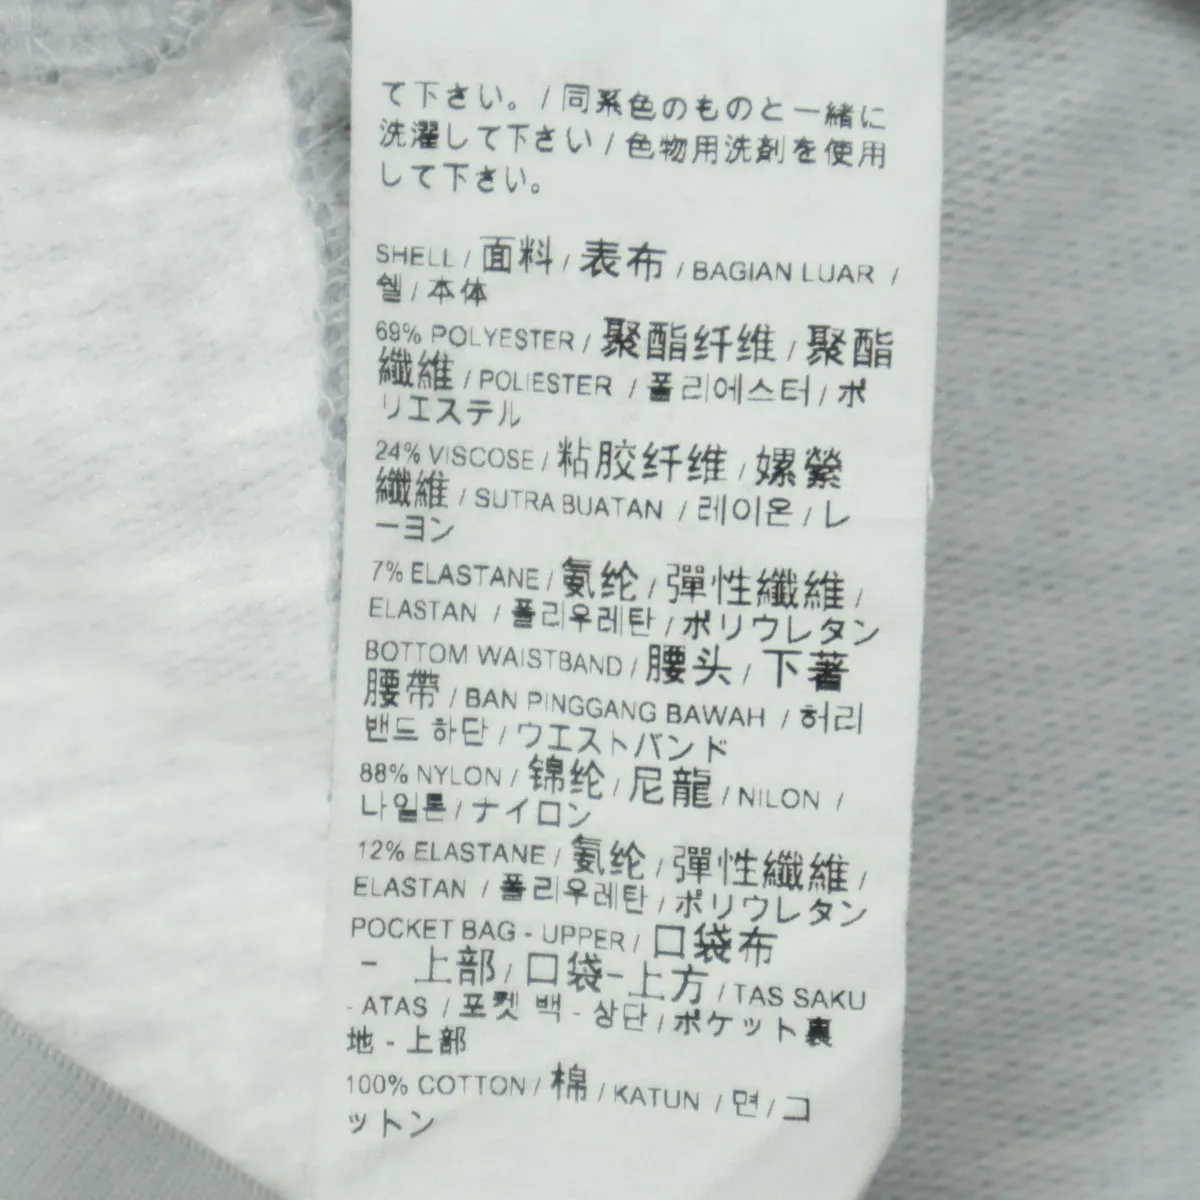 て下さい。/ 同系色のものと一緒に
洗濯して下さい / 色物用洗剤を使用
して下さい。
SHELL / 面料 / 表布 / BAGIAN LUAR /
쉘 / 本体
69% POLYESTER / 聚酯纤维 / 聚酯
纖維 / POLIESTER / 폴리에스터 / ポ
リエステル
24% VISCOSE / 粘胶纤维 / 嫘縈
纖維 / SUTRA BUATAN / 레이온 / レ
ーヨン
7% ELASTANE / 氨纶 / 彈性纖維 /
ELASTAN / 폴리우레탄 / ポリウレタン
BOTTOM WAISTBAND / 腰头 / 下著
腰帶 / BAN PINGGANG BAWAH / 허리
밴드 하단 / ウエストバンド
88% NYLON / 锦纶 / 尼龍 / NILON /
나일론 / ナイロン
12% ELASTANE / 氨纶 / 彈性纖維 /
ELASTAN / 폴리우레탄 / ポリウレタン
POCKET BAG - UPPER / 口袋布
- 上部 / 口袋-上方 / TAS SAKU
- ATAS / 포켓 백 - 상단 / ポケット裏
地 - 上部
100% COTTON / 棉 / KATUN / 면 / コ
ットン